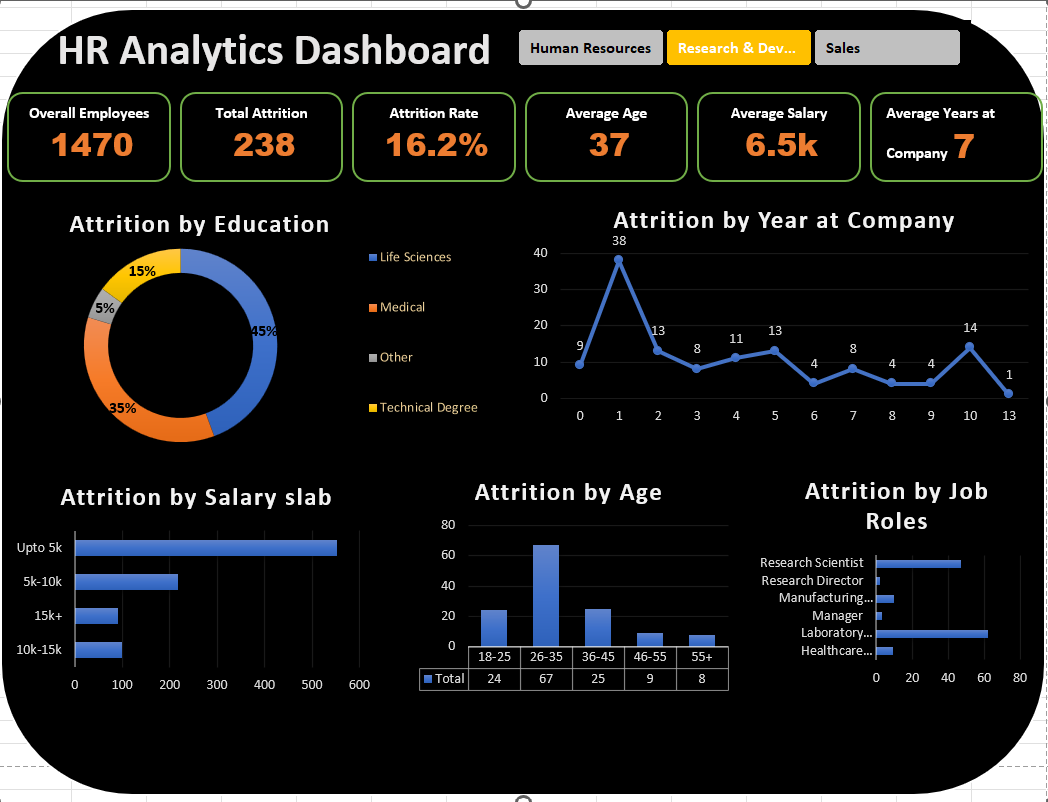 HR Analytics Dashboard
Human Resources
Research & Dev...
Sales
Overall Employees
1470
Total Attrition
238
Attrition Rate
16.2%
Average Age
37
Average Salary
6.5k
Average Years at
Company 7
Attrition by Education
15%
5%
45%
35%
Life Sciences
Medical
Other
Technical Degree
Attrition by Year at Company
40
30
20
10
0
9
38
13
8
11
13
4
8
4
4
14
1
0 1 2 3 4 5 6 7 8 9 10 13
Attrition by Salary slab
Upto 5k
5k-10k
15k+
10k-15k
0 100 200 300 400 500 600
Attrition by Age
80
60
40
20
0
18-25 26-35 36-45 46-55 55+
Total 24 67 25 9 8
Attrition by Job
Roles
Research Scientist
Research Director
Manufacturing...
Manager
Laboratory...
Healthcare...
0 20 40 60 80